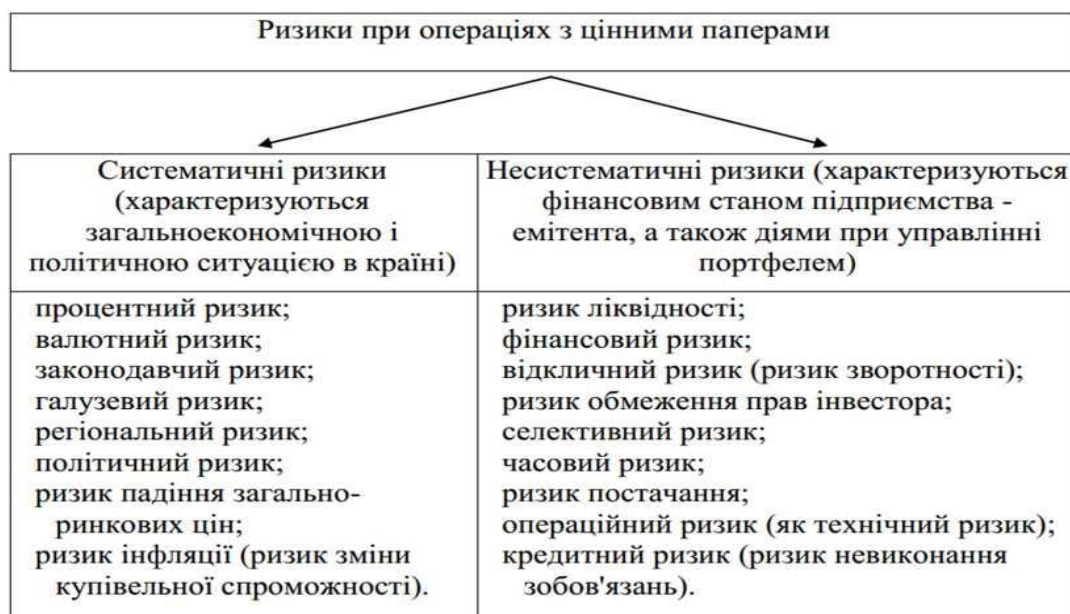 Ризики при операціях з цінними паперами
Систематичні ризики
(характеризуються
загальноекономічною і
політичною ситуацією в країні)
Несистематичні ризики (характеризуються
фінансовим станом підприємства -
емітента, а також діями при управлінні
портфелем)
процентний ризик;
валютний ризик;
законодавчий ризик;
галузевий ризик;
регіональний ризик;
політичний ризик;
ризик падіння загально-
ринкових цін;
ризик інфляції (ризик зміни
купівельної спроможності).
ризик ліквідності;
фінансовий ризик;
відкличний ризик (ризик зворотності);
ризик обмеження прав інвестора;
селективний ризик;
часовий ризик;
ризик постачання;
операційний ризик (як технічний ризик);
кредитний ризик (ризик невиконання
зобов'язань).